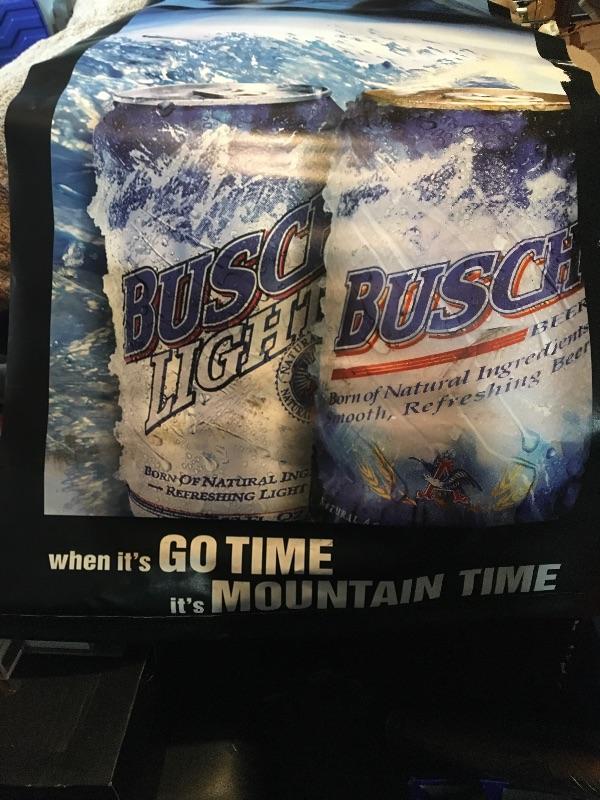 BUSCH
LIGHT
NATURAL
BORN OF NATURAL ING
REFRESHING LIGHT
BUSCH
BEER
Born of Natural Ingredients
Smooth, Refreshing Beer
when it's GO TIME
it's MOUNTAIN TIME